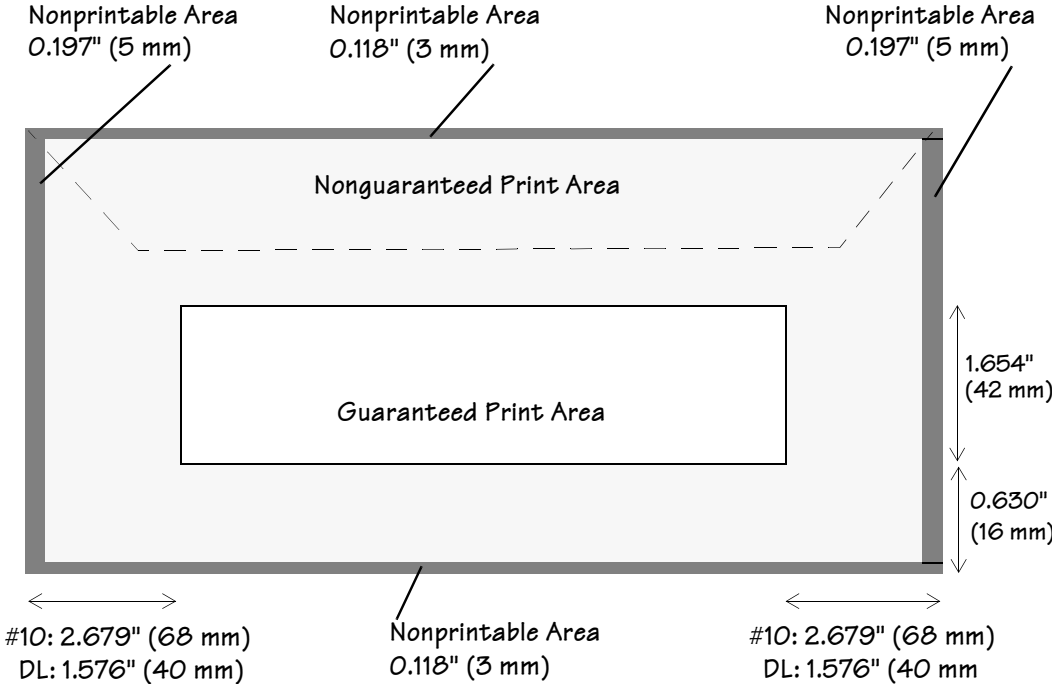 Nonprintable Area
0.197" (5 mm)
Nonprintable Area
0.118" (3 mm)
Nonprintable Area
0.197" (5 mm)
Nonguaranteed Print Area
Guaranteed Print Area
1.654"
(42 mm)
0.630"
(16 mm)
#10: 2.679" (68 mm)
DL: 1.576" (40 mm)
Nonprintable Area
0.118" (3 mm)
#10: 2.679" (68 mm)
DL: 1.576" (40 mm